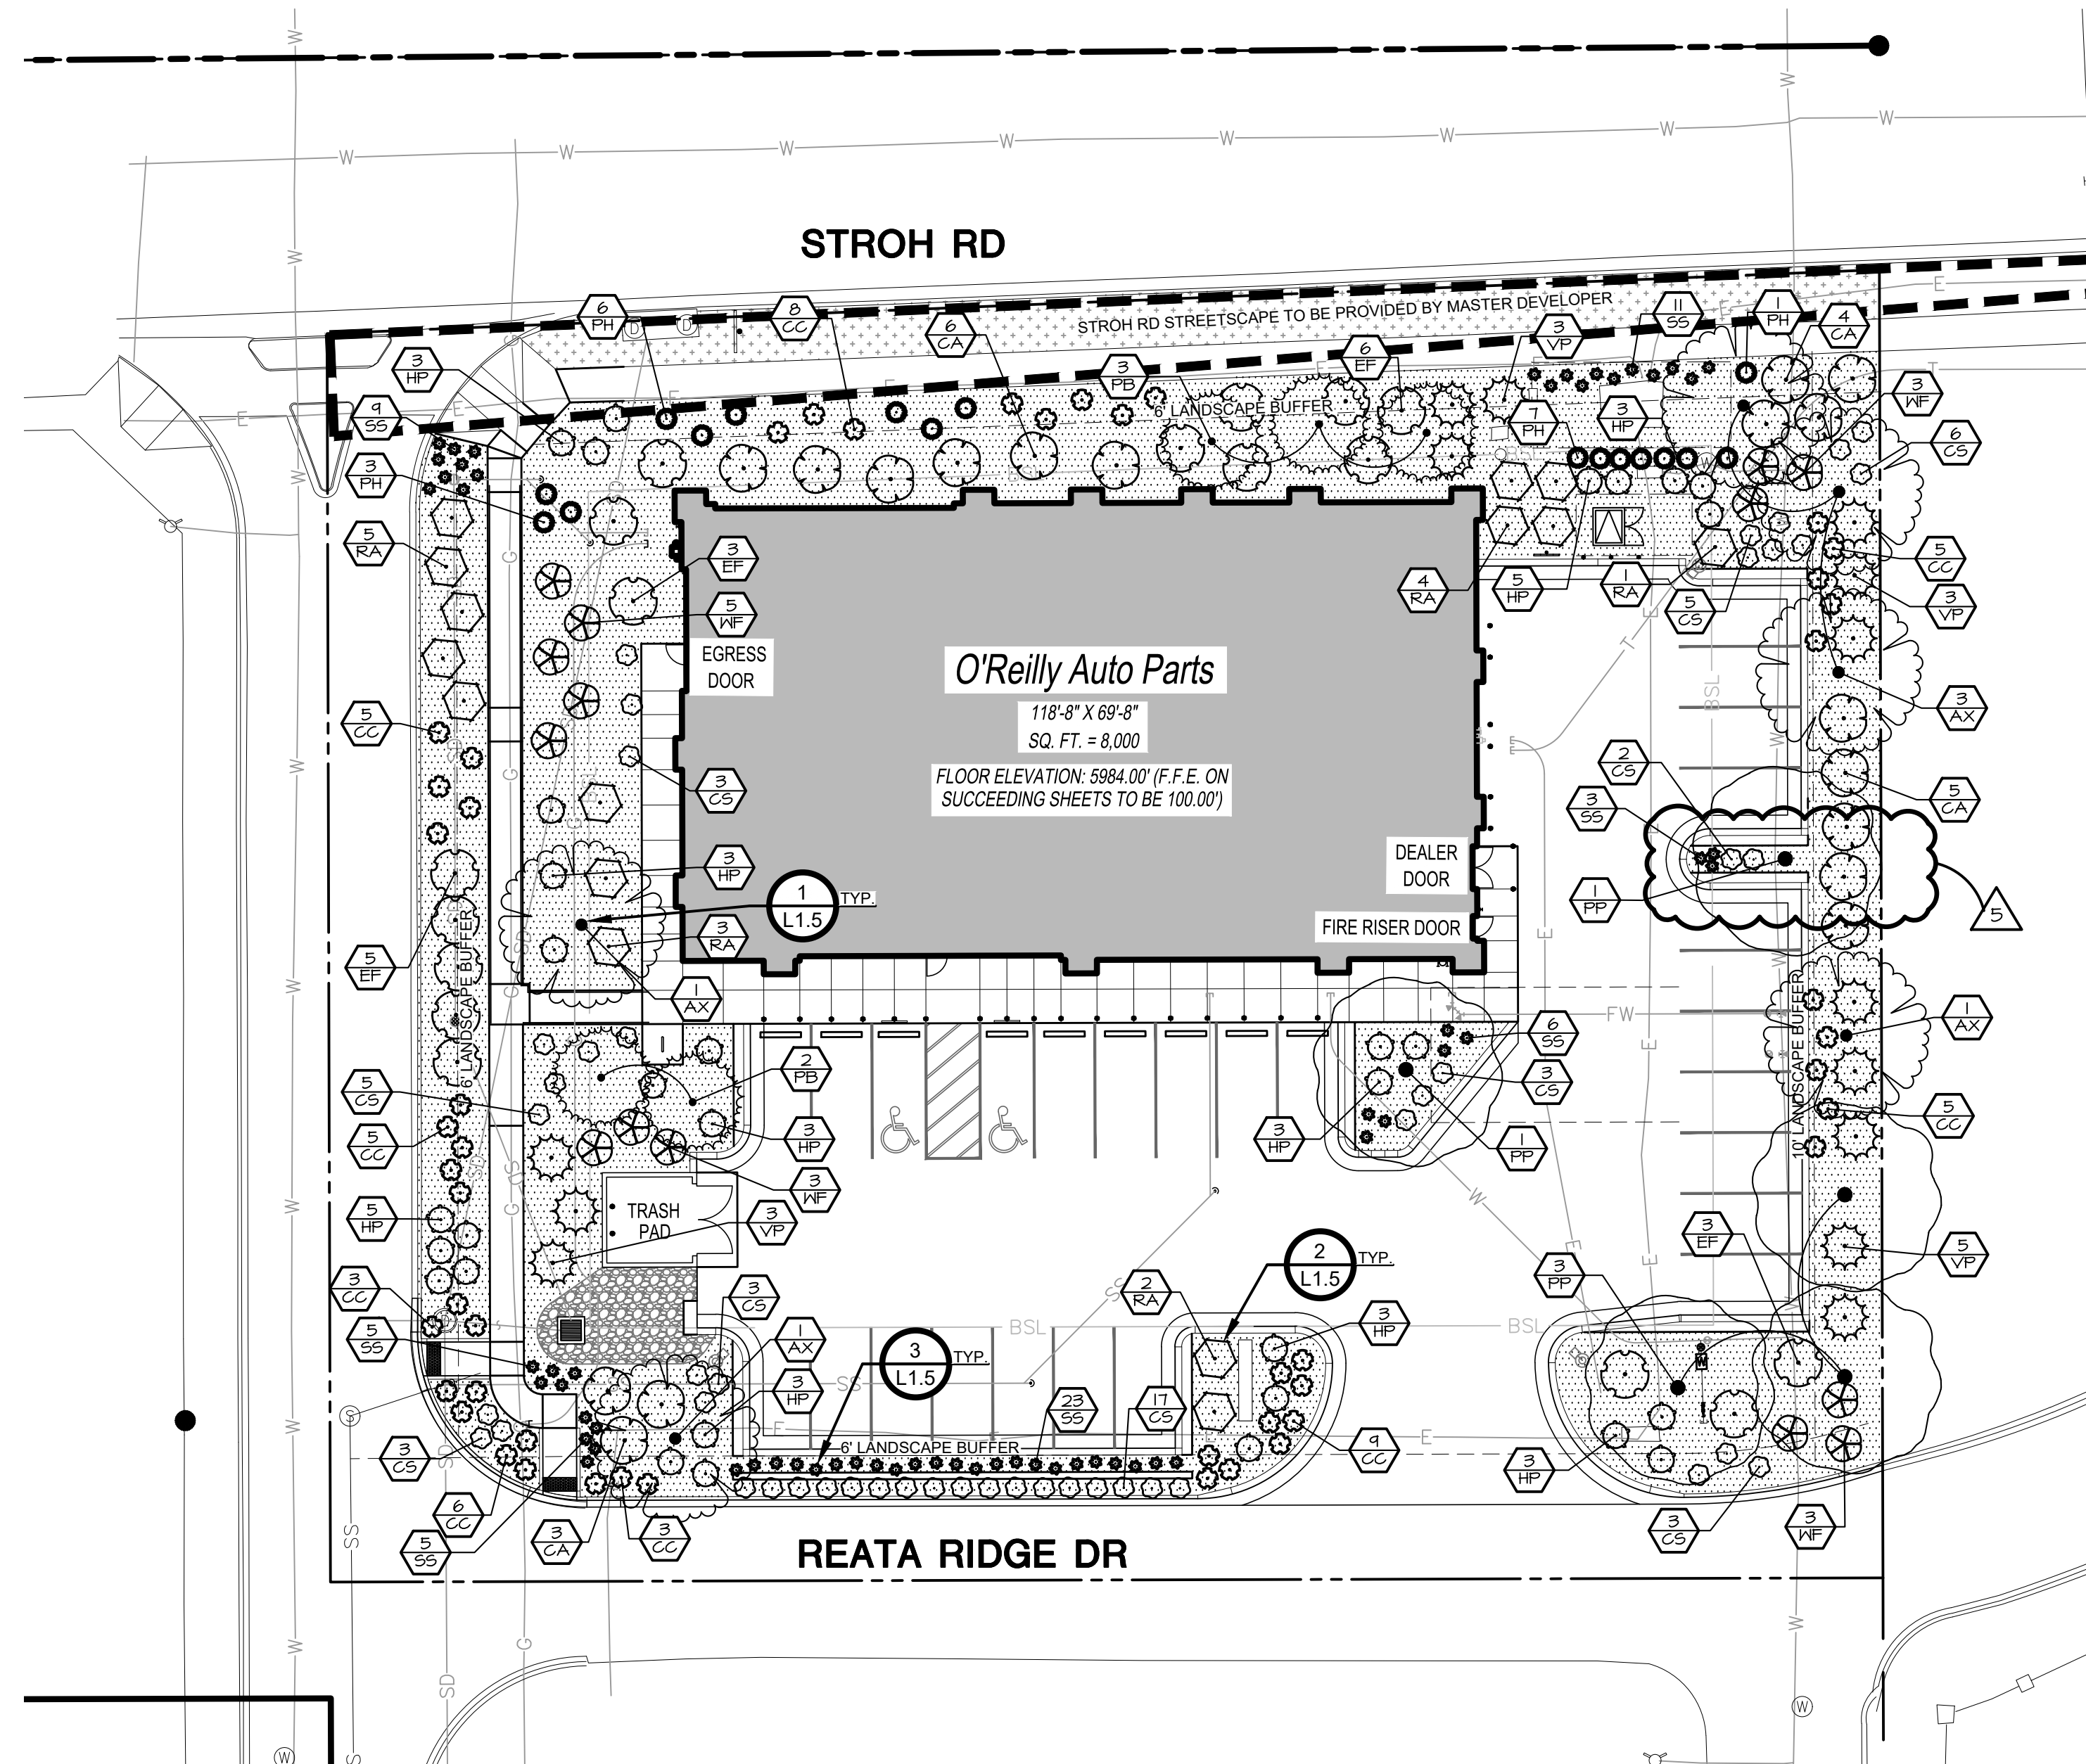 STROH RD
STROH RD STREETSCAPE TO BE PROVIDED BY MASTER DEVELOPER
6
PH
8
CC
6
CA
3
PB
6
EF
3
VP
11
SS
1
PH
4
CA
3
HP
9
SS
3
PH
5
RA
6' LANDSCAPE BUFFER
7
PH
3
HP
3
WF
6
CS
3
EF
5
WF
4
RA
5
HP
1
RA
5
CS
5
CC
3
VP
EGRESS
DOOR
O'Reilly Auto Parts
118'-8" X 69'-8"
SQ. FT. = 8,000
FLOOR ELEVATION: 5984.00' (F.F.E. ON
SUCCEEDING SHEETS TO BE 100.00')
5
CC
3
CS
3
AX
2
CS
3
SS
5
CA
1
PP
5
DEALER
DOOR
FIRE RISER DOOR
3
HP
1
L1.5
TYP.
3
RA
5
EF
6' LANDSCAPE BUFFER
1
AX
1
AX
FW
6
SS
3
CS
2
PB
5
CS
5
CC
3
HP
3
HP
1
PP
5
CC
10' LANDSCAPE BUFFER
3
WF
5
HP
TRASH
PAD
3
VP
3
EF
5
VP
2
L1.5
TYP.
3
PP
3
CC
3
CS
2
RA
3
HP
5
SS
1
AX
3
L1.5
TYP.
BSL
BSL
BSL
3
HP
23
SS
17
CS
6' LANDSCAPE BUFFER
3
CS
9
CC
3
HP
6
CC
5
SS
3
CA
3
CC
3
CS
3
WF
REATA RIDGE DR
W
W
W
W
W
W
W
W
E
E
E
G
G
G
SD
SD
SS
SS
T